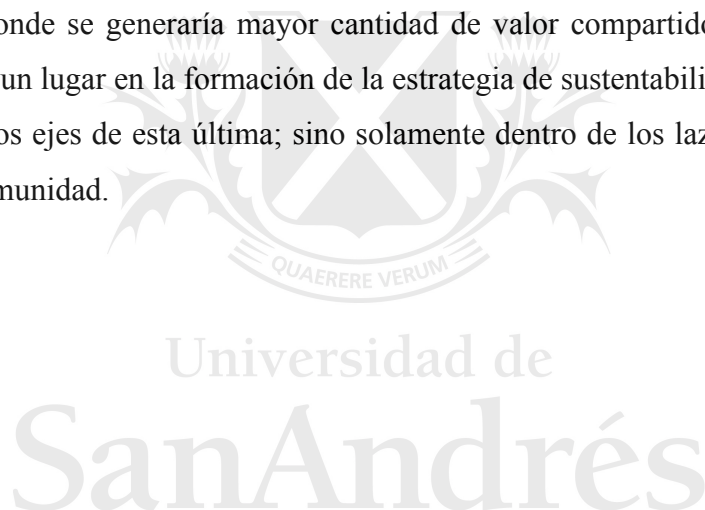 onde se generaría mayor cantidad de valor compartido
un lugar en la formación de la estrategia de sustentabili
os ejes de esta última; sino solamente dentro de los laz
munidad.
QUAERERE VERUM
Universidad de
SanAndrés